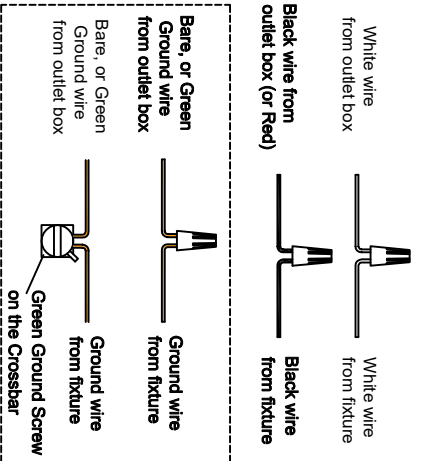 White wire
from outlet box
White wire
from fixture
Black wire from
outlet box (or Red)
Black wire
from fixture
Bare, or Green
Ground wire
from outlet box
Ground wire
from fixture
Bare, or Green
Ground wire
from outlet box
Ground wire
from fixture
Green Ground Screw
on the Crossbar